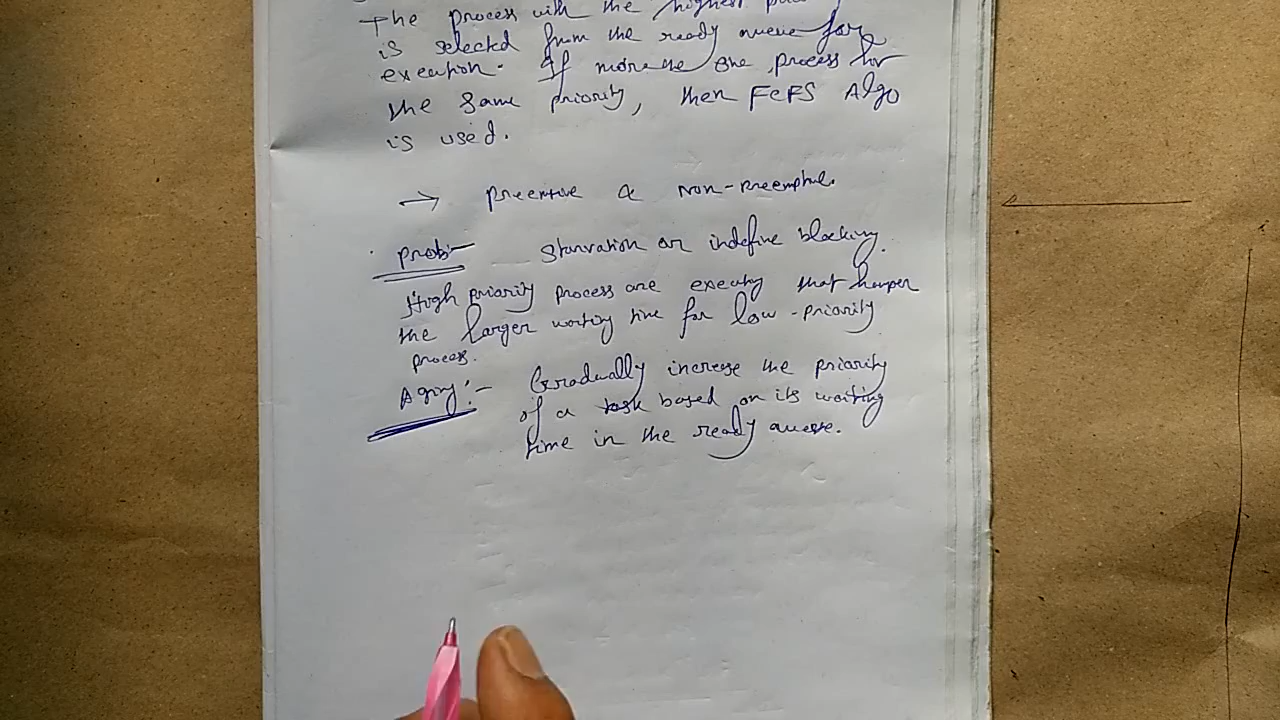 The process with the highest
is selected from the ready queue for
execution. If more the one process hv
the same priority, then FCFS Algo
is used.
→ Preemtive & Non-preemptive.
Prob:- Starvation or indefine blocking.
High priority process are executig that hamper
the larger waiting time for low-priority
process.
Aging:- Gradually increase the priority
of a task based on its waiting
time in the ready queue.